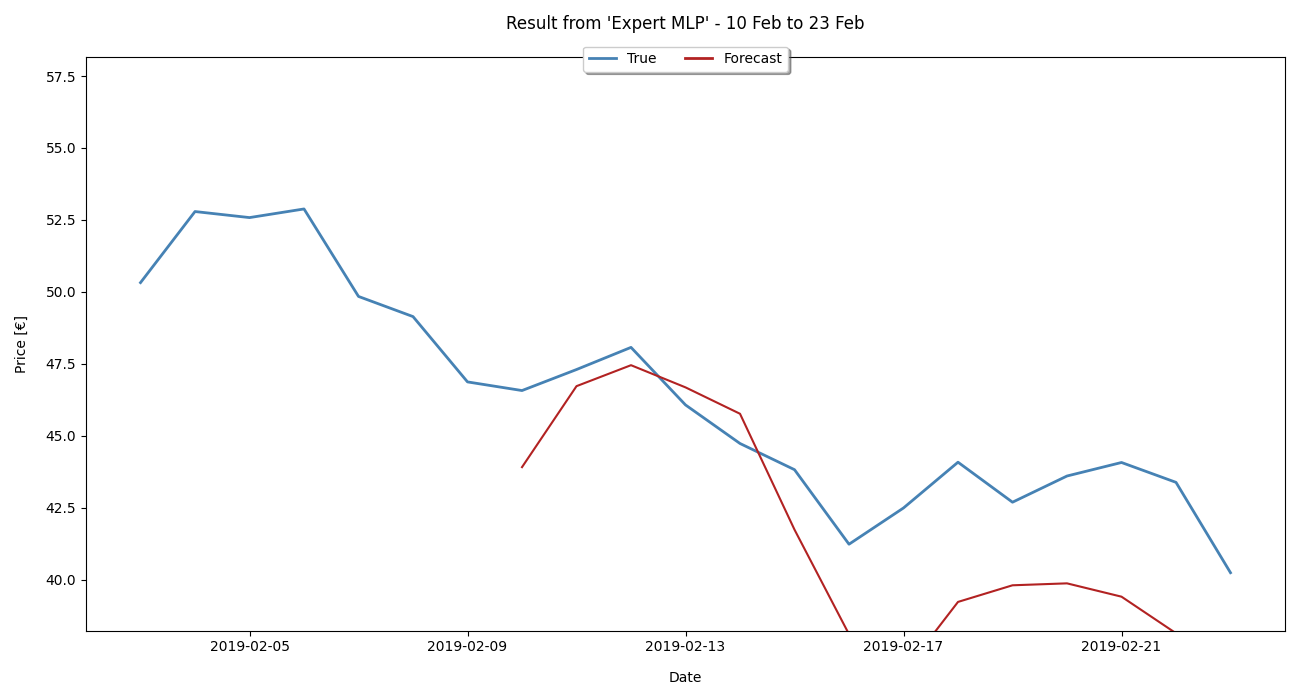 Result from 'Expert MLP' - 10 Feb to 23 Feb
True Forecast
57.5
55.0
52.5
50.0
47.5
45.0
42.5
40.0
Price [€]
2019-02-05 2019-02-09 2019-02-13 2019-02-17 2019-02-21
Date